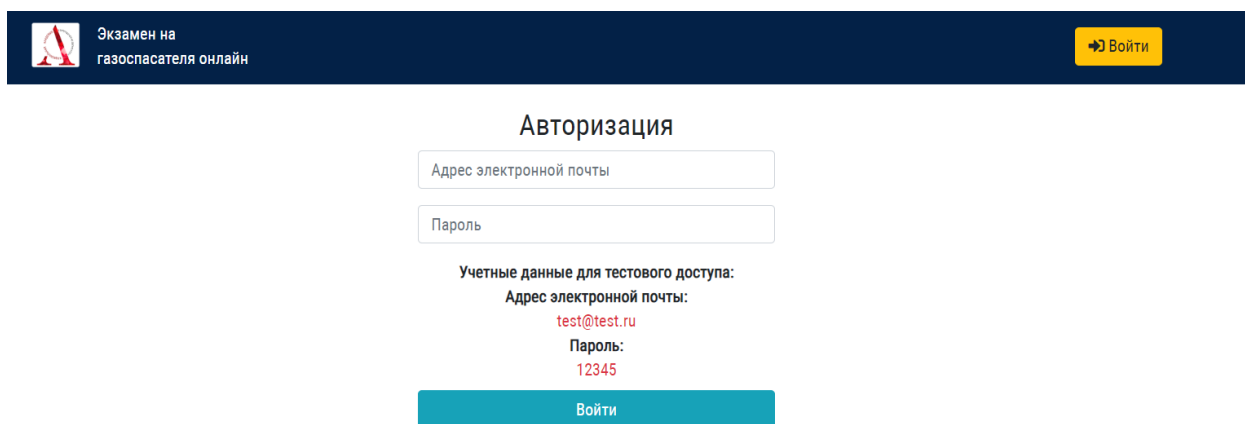 Экзамен на
газоспасателя онлайн
Войти
Авторизация
Адрес электронной почты
Пароль
Учетные данные для тестового доступа:
Адрес электронной почты:
test@test.ru
Пароль:
12345
Войти